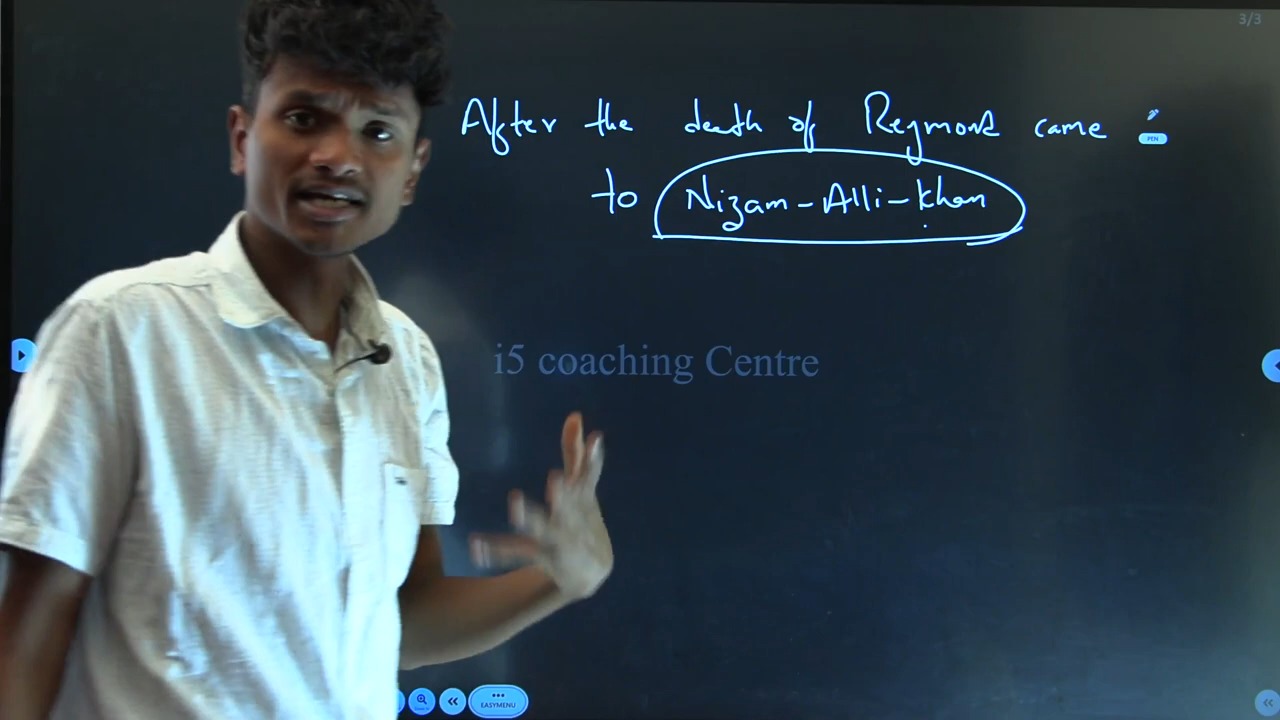 3/3
After the death of Reymond came
PEN
to Nizam-Alli-khan
i5 coaching Centre
EASYMENU